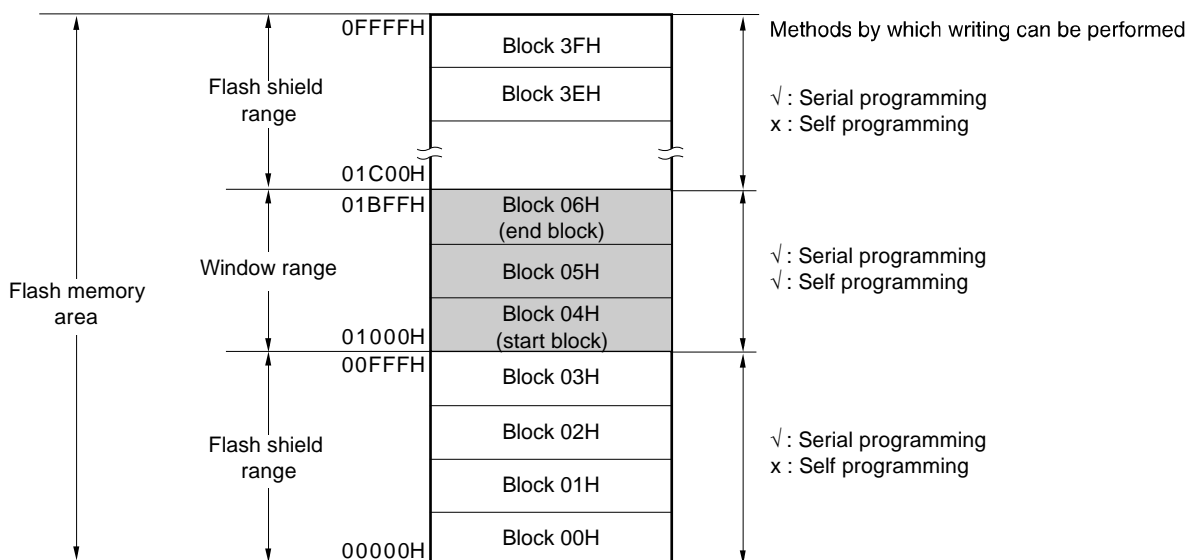 0FFFFH
Block 3FH
Methods by which writing can be performed
Flash shield
range
Block 3EH
√ : Serial programming
x : Self programming
01C00H
01BFFH
Block 06H
(end block)
Window range
Block 05H
√ : Serial programming
√ : Self programming
Flash memory
area
Block 04H
(start block)
01000H
00FFFH
Block 03H
Flash shield
range
Block 02H
√ : Serial programming
x : Self programming
Block 01H
Block 00H
00000H